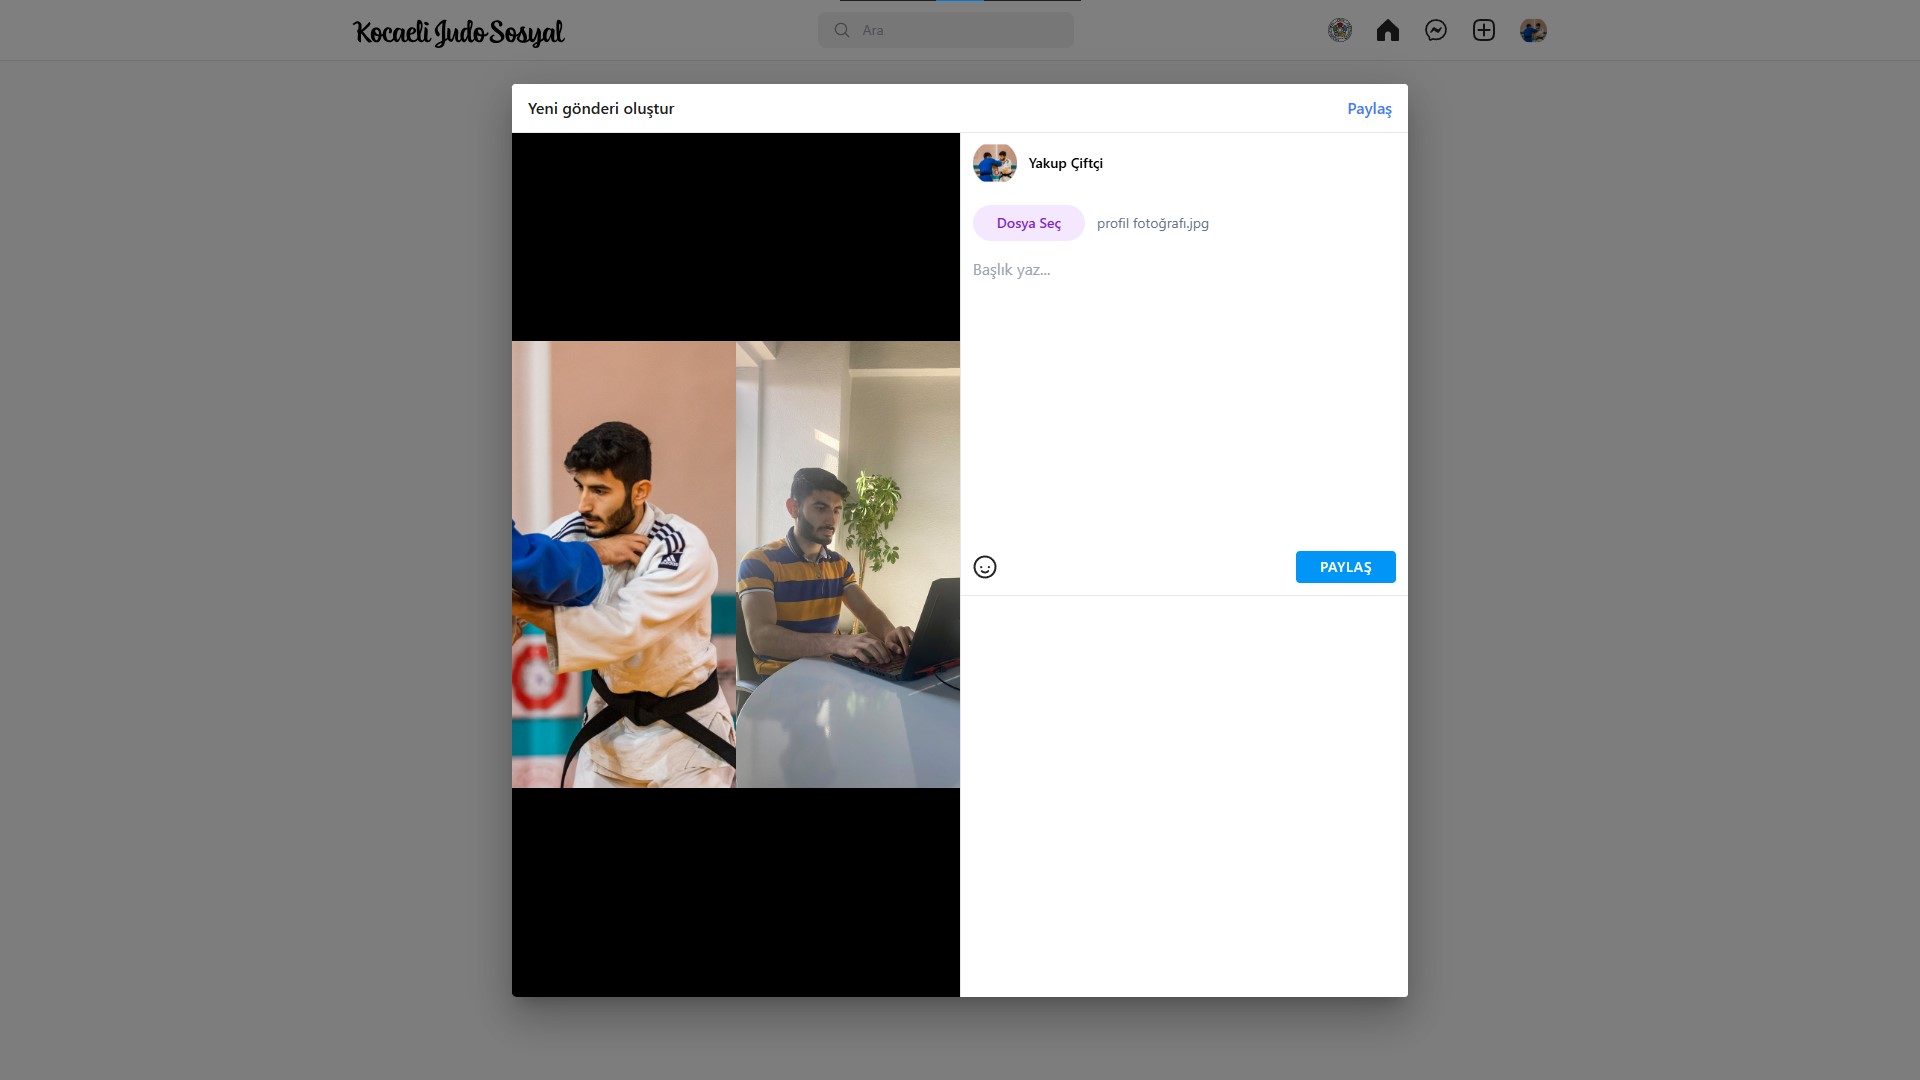 Kocaeli Judo Sosyal
Ara
Yeni gönderi oluştur
Paylaş
Yakup Çiftçi
Dosya Seç
profil fotoğrafı.jpg
Başlık yaz...
PAYLAŞ